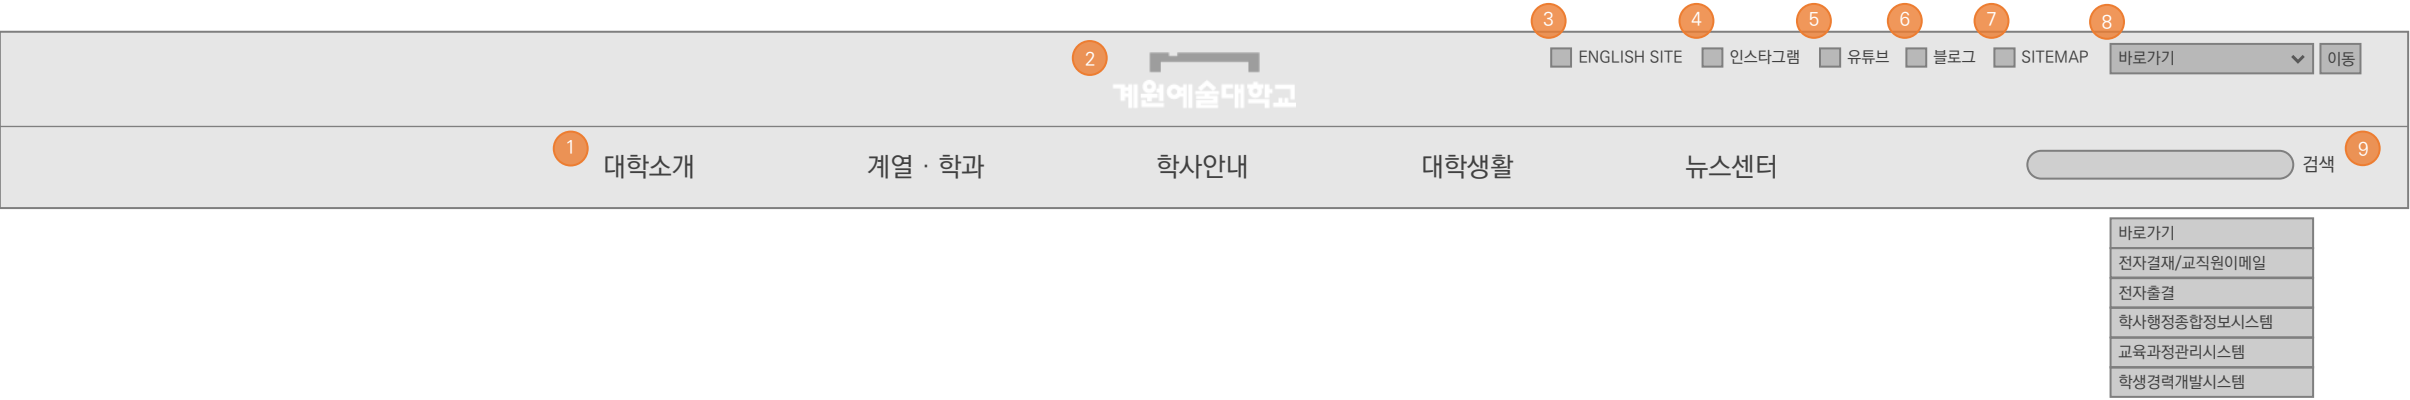 3 4 5 6 7 8
2 ENGLISH SITE 인스타그램 유튜브 블로그 SITEMAP 바로가기 이동
계원예술대학교
1 대학소개 계열 · 학과 학사안내 대학생활 뉴스센터 검색 9
바로가기
전자결재/교직원이메일
전자출결
학사행정종합정보시스템
교육과정관리시스템
학생경력개발시스템